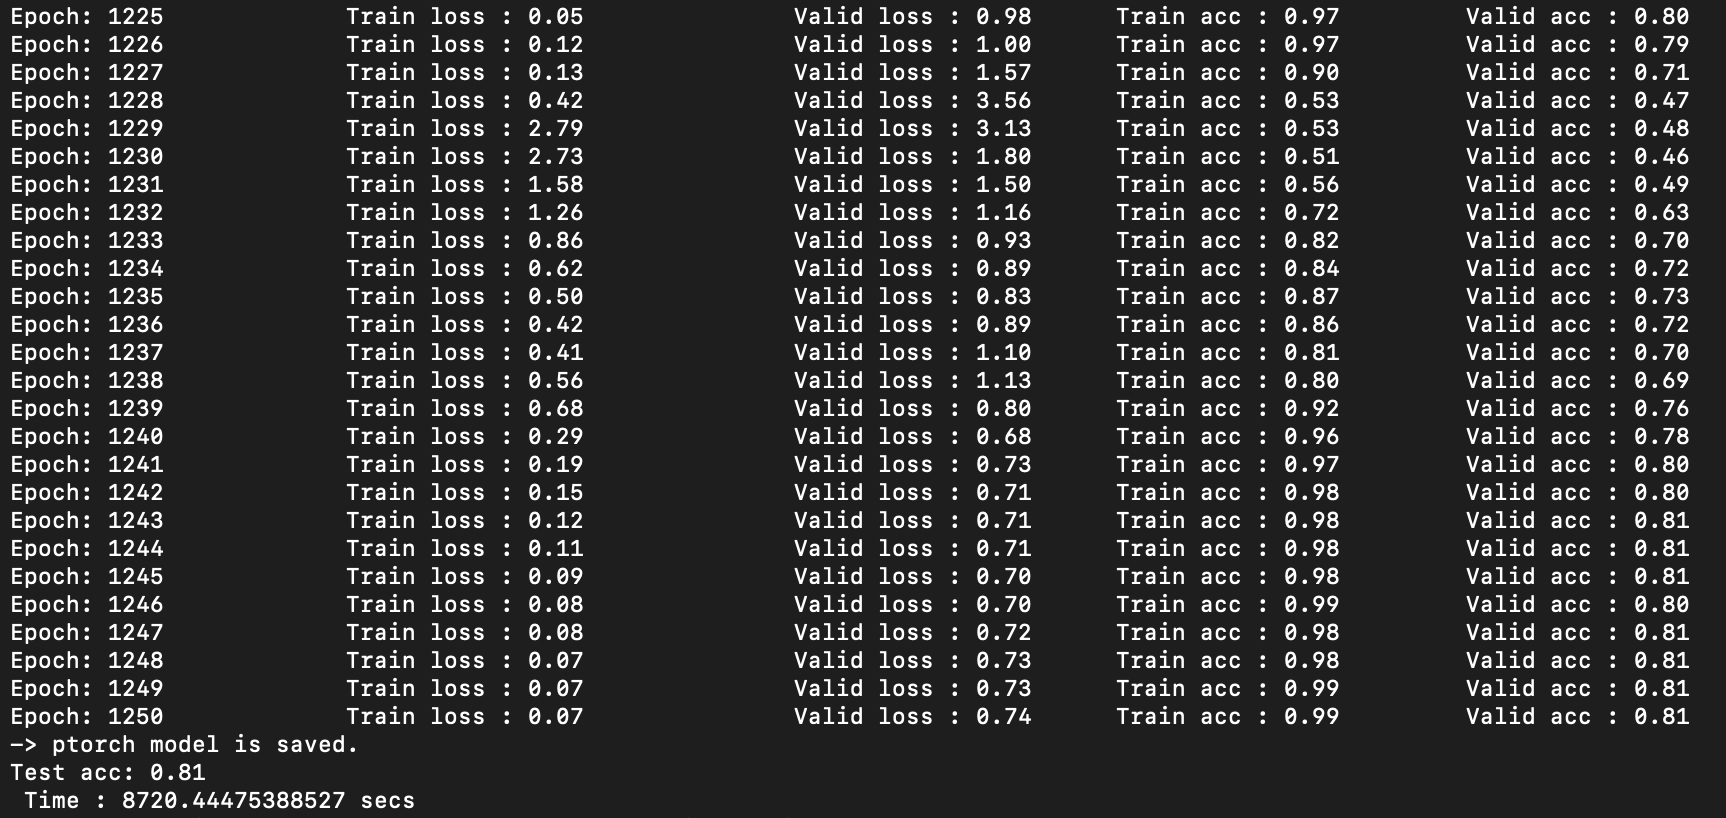 Epoch: 1225 Train loss : 0.05 Valid loss : 0.98 Train acc : 0.97 Valid acc : 0.80
Epoch: 1226 Train loss : 0.12 Valid loss : 1.00 Train acc : 0.97 Valid acc : 0.79
Epoch: 1227 Train loss : 0.13 Valid loss : 1.57 Train acc : 0.90 Valid acc : 0.71
Epoch: 1228 Train loss : 0.42 Valid loss : 3.56 Train acc : 0.53 Valid acc : 0.47
Epoch: 1229 Train loss : 2.79 Valid loss : 3.13 Train acc : 0.53 Valid acc : 0.48
Epoch: 1230 Train loss : 2.73 Valid loss : 1.80 Train acc : 0.51 Valid acc : 0.46
Epoch: 1231 Train loss : 1.58 Valid loss : 1.50 Train acc : 0.56 Valid acc : 0.49
Epoch: 1232 Train loss : 1.26 Valid loss : 1.16 Train acc : 0.72 Valid acc : 0.63
Epoch: 1233 Train loss : 0.86 Valid loss : 0.93 Train acc : 0.82 Valid acc : 0.70
Epoch: 1234 Train loss : 0.62 Valid loss : 0.89 Train acc : 0.84 Valid acc : 0.72
Epoch: 1235 Train loss : 0.50 Valid loss : 0.83 Train acc : 0.87 Valid acc : 0.73
Epoch: 1236 Train loss : 0.42 Valid loss : 0.89 Train acc : 0.86 Valid acc : 0.72
Epoch: 1237 Train loss : 0.41 Valid loss : 1.10 Train acc : 0.81 Valid acc : 0.70
Epoch: 1238 Train loss : 0.56 Valid loss : 1.13 Train acc : 0.80 Valid acc : 0.69
Epoch: 1239 Train loss : 0.68 Valid loss : 0.80 Train acc : 0.92 Valid acc : 0.76
Epoch: 1240 Train loss : 0.29 Valid loss : 0.68 Train acc : 0.96 Valid acc : 0.78
Epoch: 1241 Train loss : 0.19 Valid loss : 0.73 Train acc : 0.97 Valid acc : 0.80
Epoch: 1242 Train loss : 0.15 Valid loss : 0.71 Train acc : 0.98 Valid acc : 0.80
Epoch: 1243 Train loss : 0.12 Valid loss : 0.71 Train acc : 0.98 Valid acc : 0.81
Epoch: 1244 Train loss : 0.11 Valid loss : 0.71 Train acc : 0.98 Valid acc : 0.81
Epoch: 1245 Train loss : 0.09 Valid loss : 0.70 Train acc : 0.98 Valid acc : 0.81
Epoch: 1246 Train loss : 0.08 Valid loss : 0.70 Train acc : 0.99 Valid acc : 0.80
Epoch: 1247 Train loss : 0.08 Valid loss : 0.72 Train acc : 0.98 Valid acc : 0.81
Epoch: 1248 Train loss : 0.07 Valid loss : 0.73 Train acc : 0.98 Valid acc : 0.81
Epoch: 1249 Train loss : 0.07 Valid loss : 0.73 Train acc : 0.99 Valid acc : 0.81
Epoch: 1250 Train loss : 0.07 Valid loss : 0.74 Train acc : 0.99 Valid acc : 0.81
-> ptorch model is saved.
Test acc: 0.81
Time : 8720.44475388527 secs